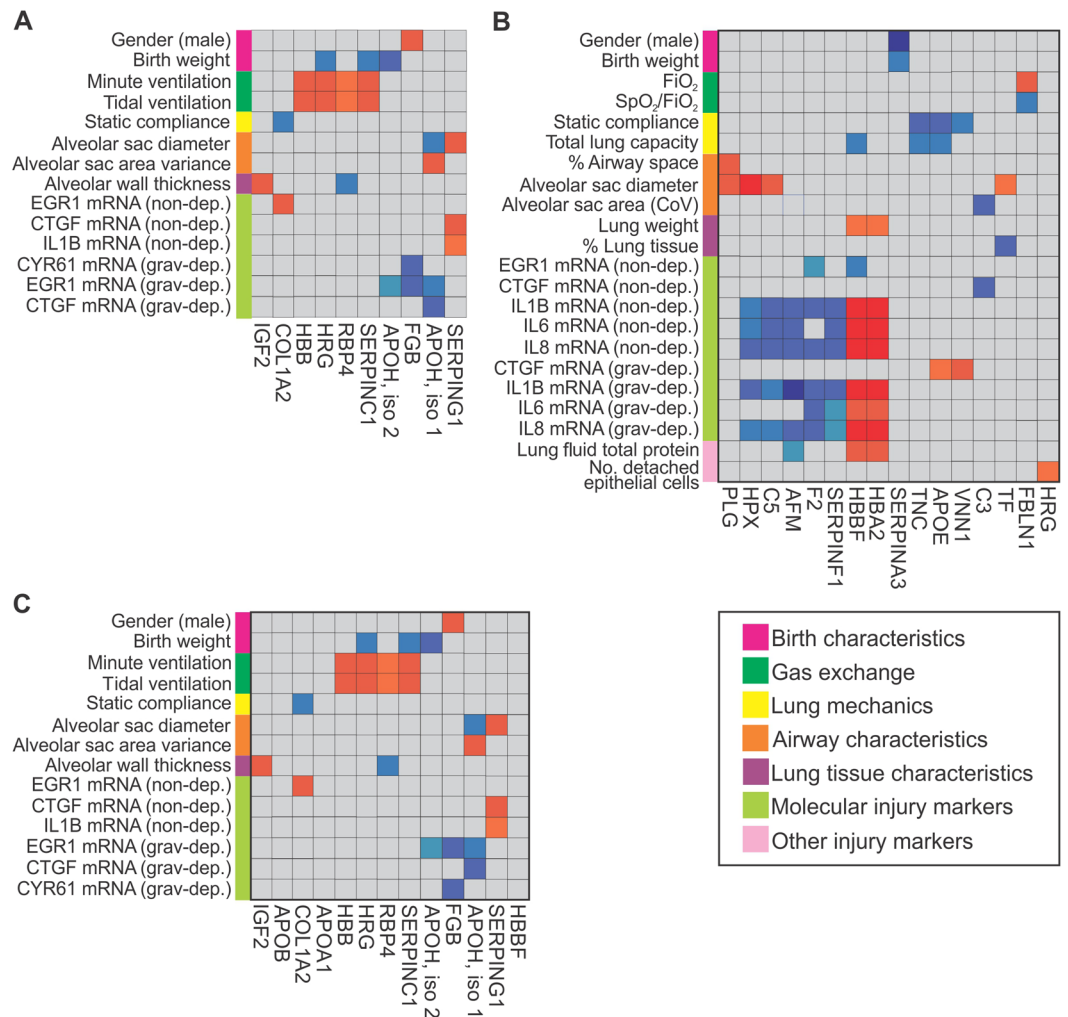 A
Gender (male)
Birth weight
Minute ventilation
Tidal ventilation
Static compliance
Alveolar sac diameter
Alveolar sac area variance
Alveolar wall thickness
EGR1 mRNA (non-dep.)
CTGF mRNA (non-dep.)
IL1B mRNA (non-dep.)
CYR61 mRNA (grav-dep.)
EGR1 mRNA (grav-dep.)
CTGF mRNA (grav-dep.)
IGF2
COL1A2
HBB
HRG
RBP4
SERPINC1
APOH, iso 2
FGB
APOH, iso 1
SERPING1
B
Gender (male)
Birth weight
FiO2
SpO2/FiO2
Static compliance
Total lung capacity
% Airway space
Alveolar sac diameter
Alveolar sac area (CoV)
Lung weight
% Lung tissue
EGR1 mRNA (non-dep.)
CTGF mRNA (non-dep.)
IL1B mRNA (non-dep.)
IL6 mRNA (non-dep.)
IL8 mRNA (non-dep.)
CTGF mRNA (grav-dep.)
IL1B mRNA (grav-dep.)
IL6 mRNA (grav-dep.)
IL8 mRNA (grav-dep.)
Lung fluid total protein
No. detached
epithelial cells
PLG
HPX
C5
AFM
F2
SERPINF1
HBBF
HBA2
SERPINA3
TNC
APOE
VNN1
C3
TF
FBLN1
HRG
C
Gender (male)
Birth weight
Minute ventilation
Tidal ventilation
Static compliance
Alveolar sac diameter
Alveolar sac area variance
Alveolar wall thickness
EGR1 mRNA (non-dep.)
CTGF mRNA (non-dep.)
IL1B mRNA (non-dep.)
EGR1 mRNA (grav-dep.)
CTGF mRNA (grav-dep.)
CYR61 mRNA (grav-dep.)
IGF2
APOB
COL1A2
APOA1
HBB
HRG
RBP4
SERPINC1
APOH, iso 2
FGB
APOH, iso 1
SERPING1
HBBF
Birth characteristics
Gas exchange
Lung mechanics
Airway characteristics
Lung tissue characteristics
Molecular injury markers
Other injury markers